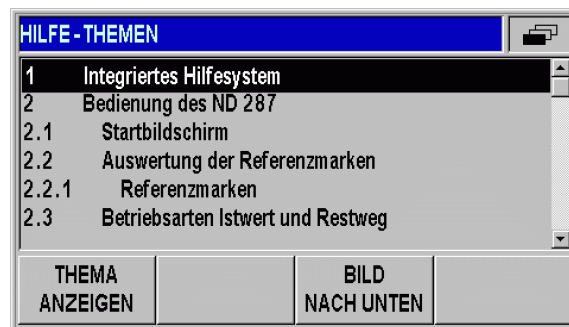 HILFE - THEMEN
1 Integriertes Hilfesystem
2 Bedienung des ND 287
2.1 Startbildschirm
2.2 Auswertung der Referenzmarken
2.2.1 Referenzmarken
2.3 Betriebsarten Istwert und Restweg
THEMA
ANZEIGEN
BILD
NACH UNTEN